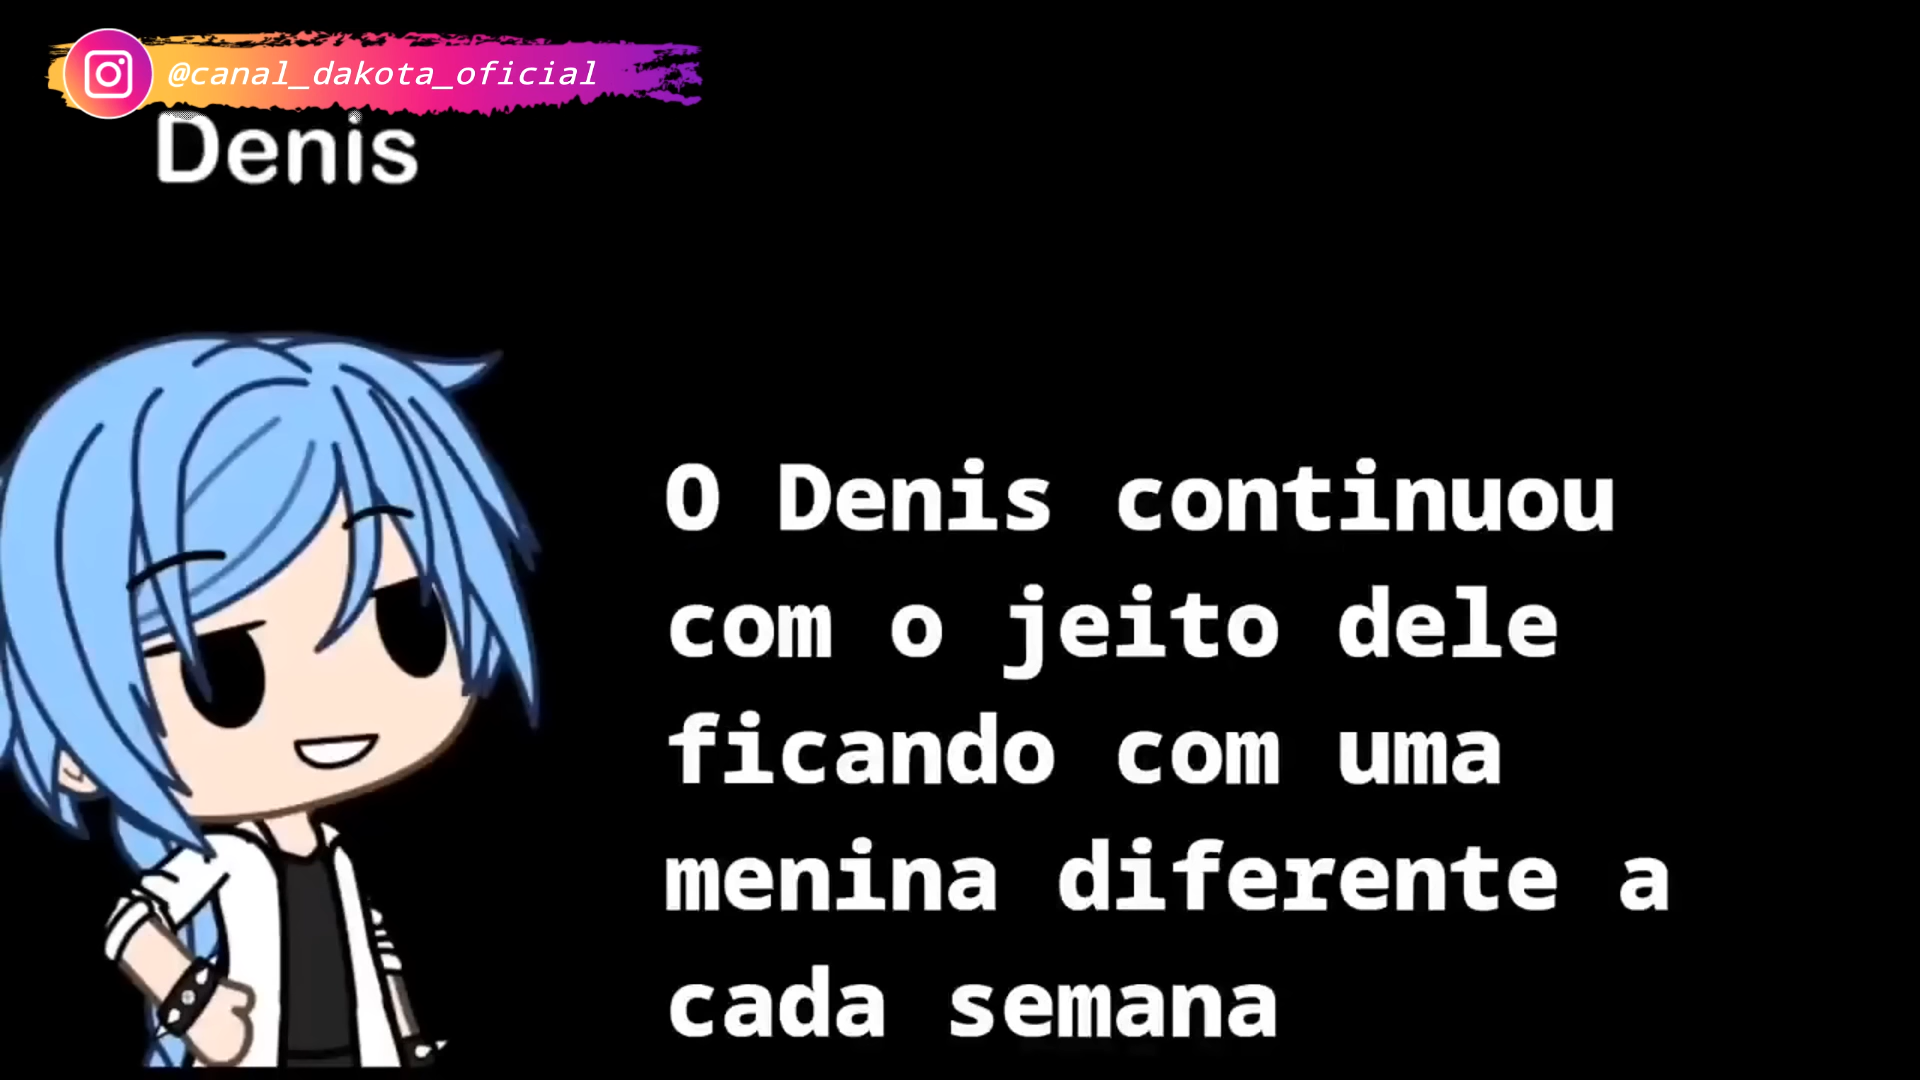 @canal_dakota_oficial
Denis
O Denis continuou
com o jeito dele
ficando com uma
menina diferente a
cada semana